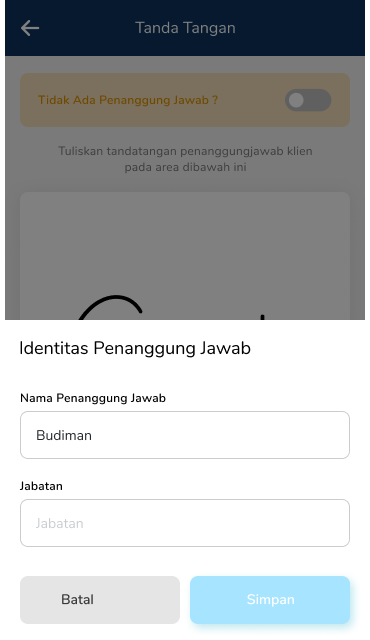 Tanda Tangan
Tidak Ada Penanggung Jawab ?
Tuliskan tandatangan penanggungjawab klien
pada area dibawah ini
Identitas Penanggung Jawab
Nama Penanggung Jawab
Budiman
Jabatan
Jabatan
Batal
Simpan